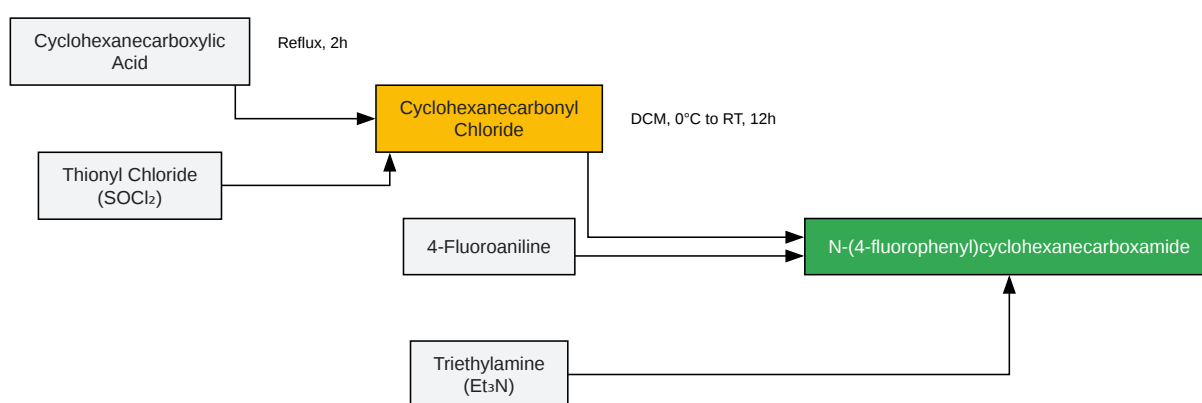 Cyclohexanecarboxylic
Acid
Reflux, 2h
Cyclohexanecarbonyl
Chloride
DCM, 0°C to RT, 12h
Thionyl Chloride
(SOCl₂)
4-Fluoroaniline
N-(4-fluorophenyl)cyclohexanecarboxamide
Triethylamine
(Et₃N)